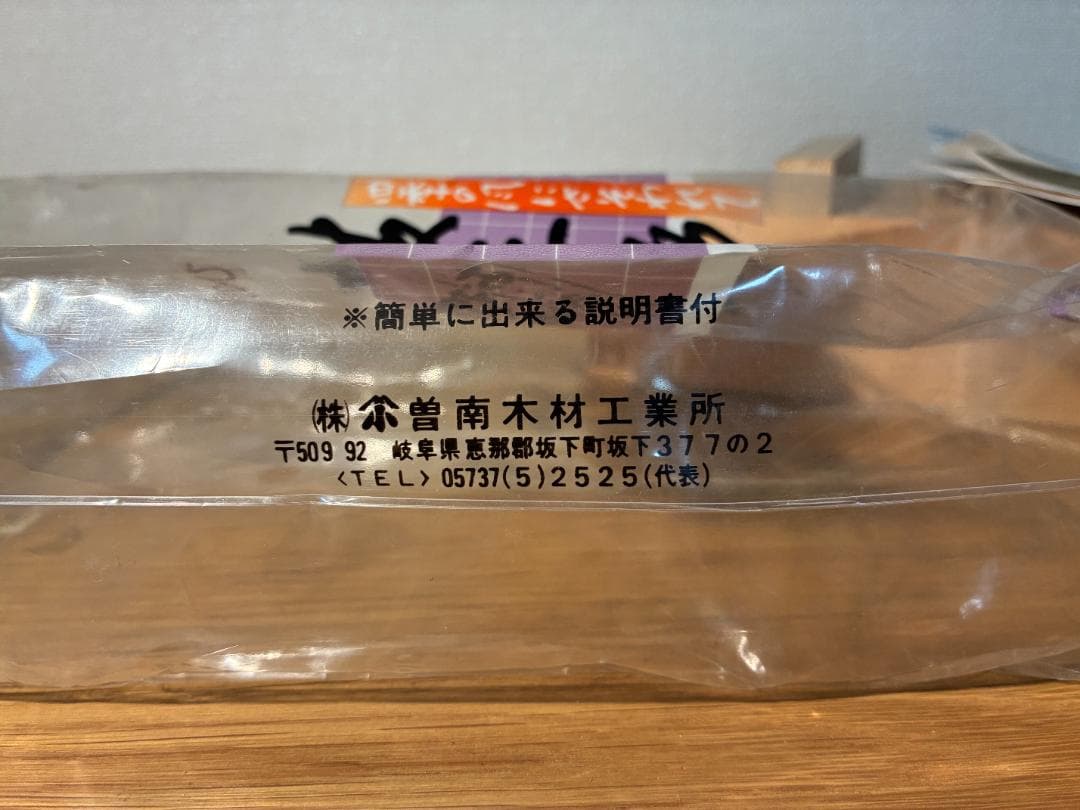 ※簡単に出来る説明書付
(株)曽南木材工業所
〒509 92 岐阜県恵那郡坂下町坂下377の2
<TEL> 05737(5)2525(代表)